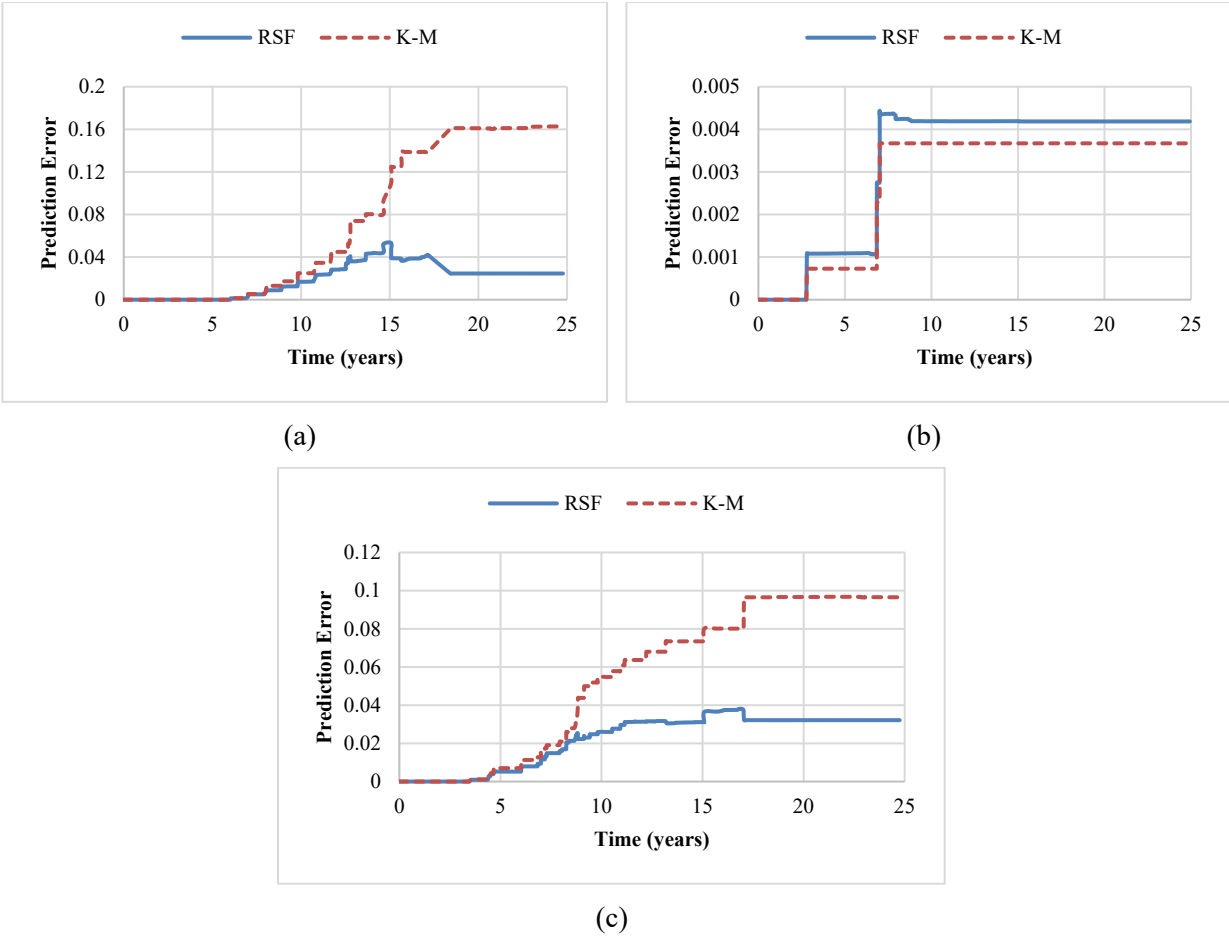 RSF K-M
0.2
0.16
0.12
0.08
0.04
0
Prediction Error
0 5 10 15 20 25
Time (years)
(a)
RSF K-M
0.005
0.004
0.003
0.002
0.001
0
Prediction Error
0 5 10 15 20 25
Time (years)
(b)
RSF K-M
0.12
0.1
0.08
0.06
0.04
0.02
0
Prediction Error
0 5 10 15 20 25
Time (years)
(c)